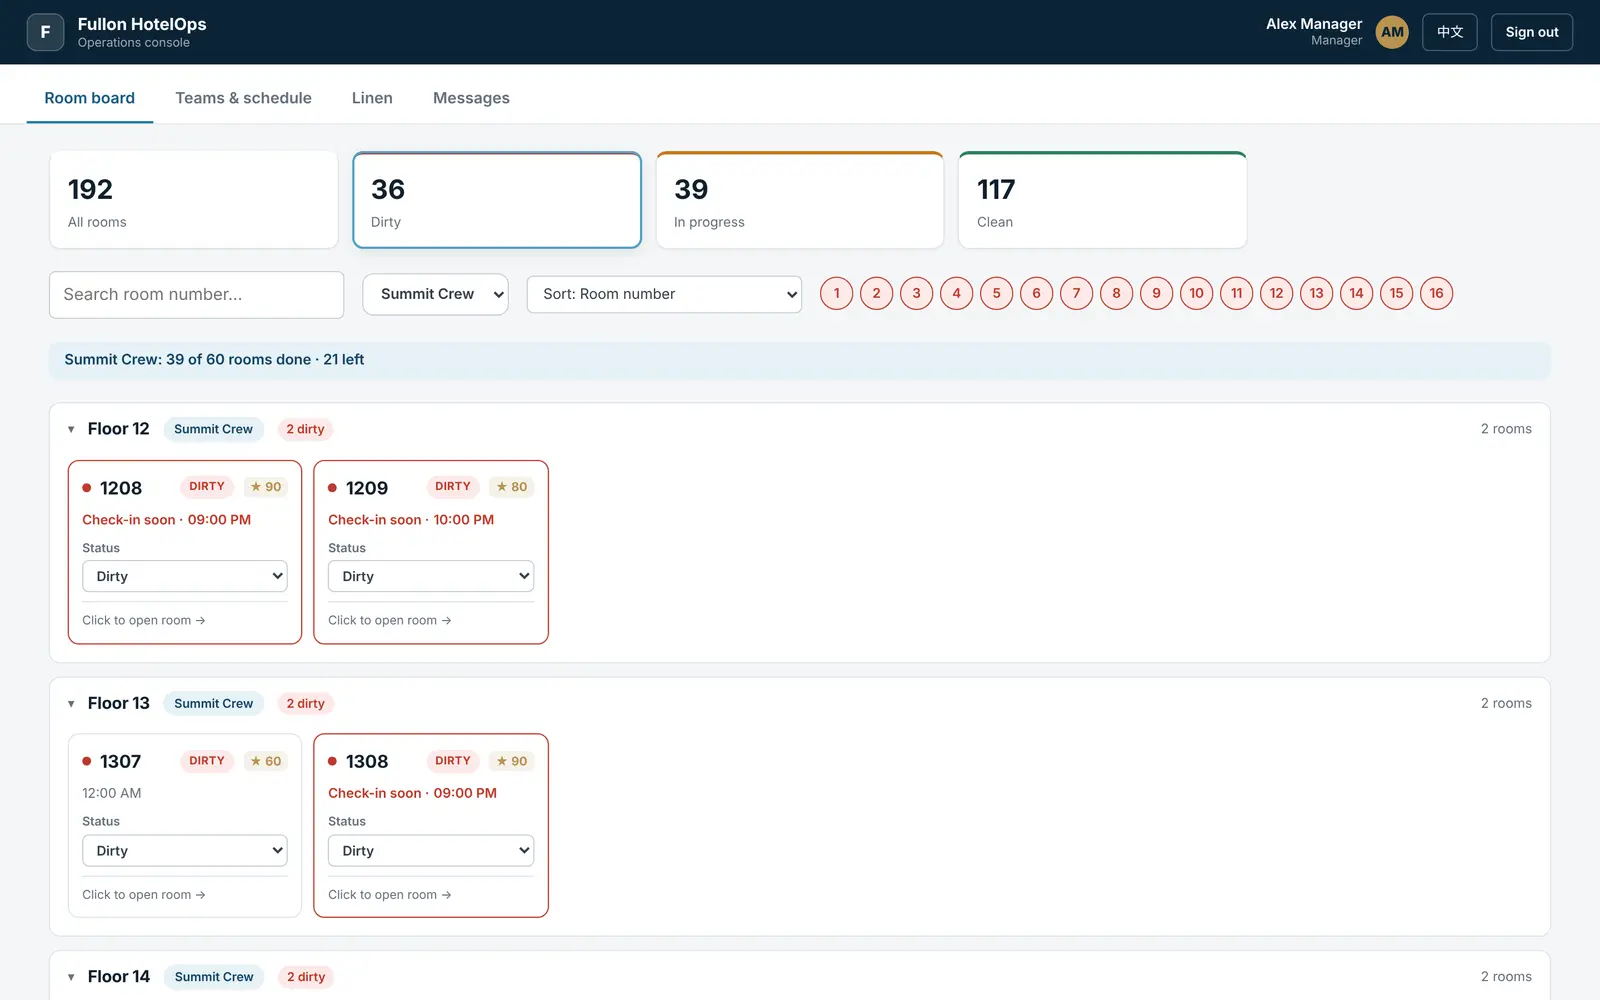 F
Fullon HotelOps
Operations console
Alex Manager
Manager
AM
中文
Sign out
Room board
Teams & schedule
Linen
Messages
192
All rooms
36
Dirty
39
In progress
117
Clean
Search room number...
Summit Crew
Sort: Room number
1 2 3 4 5 6 7 8 9 10 11 12 13 14 15 16
Summit Crew: 39 of 60 rooms done · 21 left
▼ Floor 12 Summit Crew 2 dirty 2 rooms
1208 DIRTY ★ 90
Check-in soon · 09:00 PM
Status
Dirty
Click to open room →
1209 DIRTY ★ 80
Check-in soon · 10:00 PM
Status
Dirty
Click to open room →
▼ Floor 13 Summit Crew 2 dirty 2 rooms
1307 DIRTY ★ 60
12:00 AM
Status
Dirty
Click to open room →
1308 DIRTY ★ 90
Check-in soon · 09:00 PM
Status
Dirty
Click to open room →
▼ Floor 14 Summit Crew 2 dirty 2 rooms